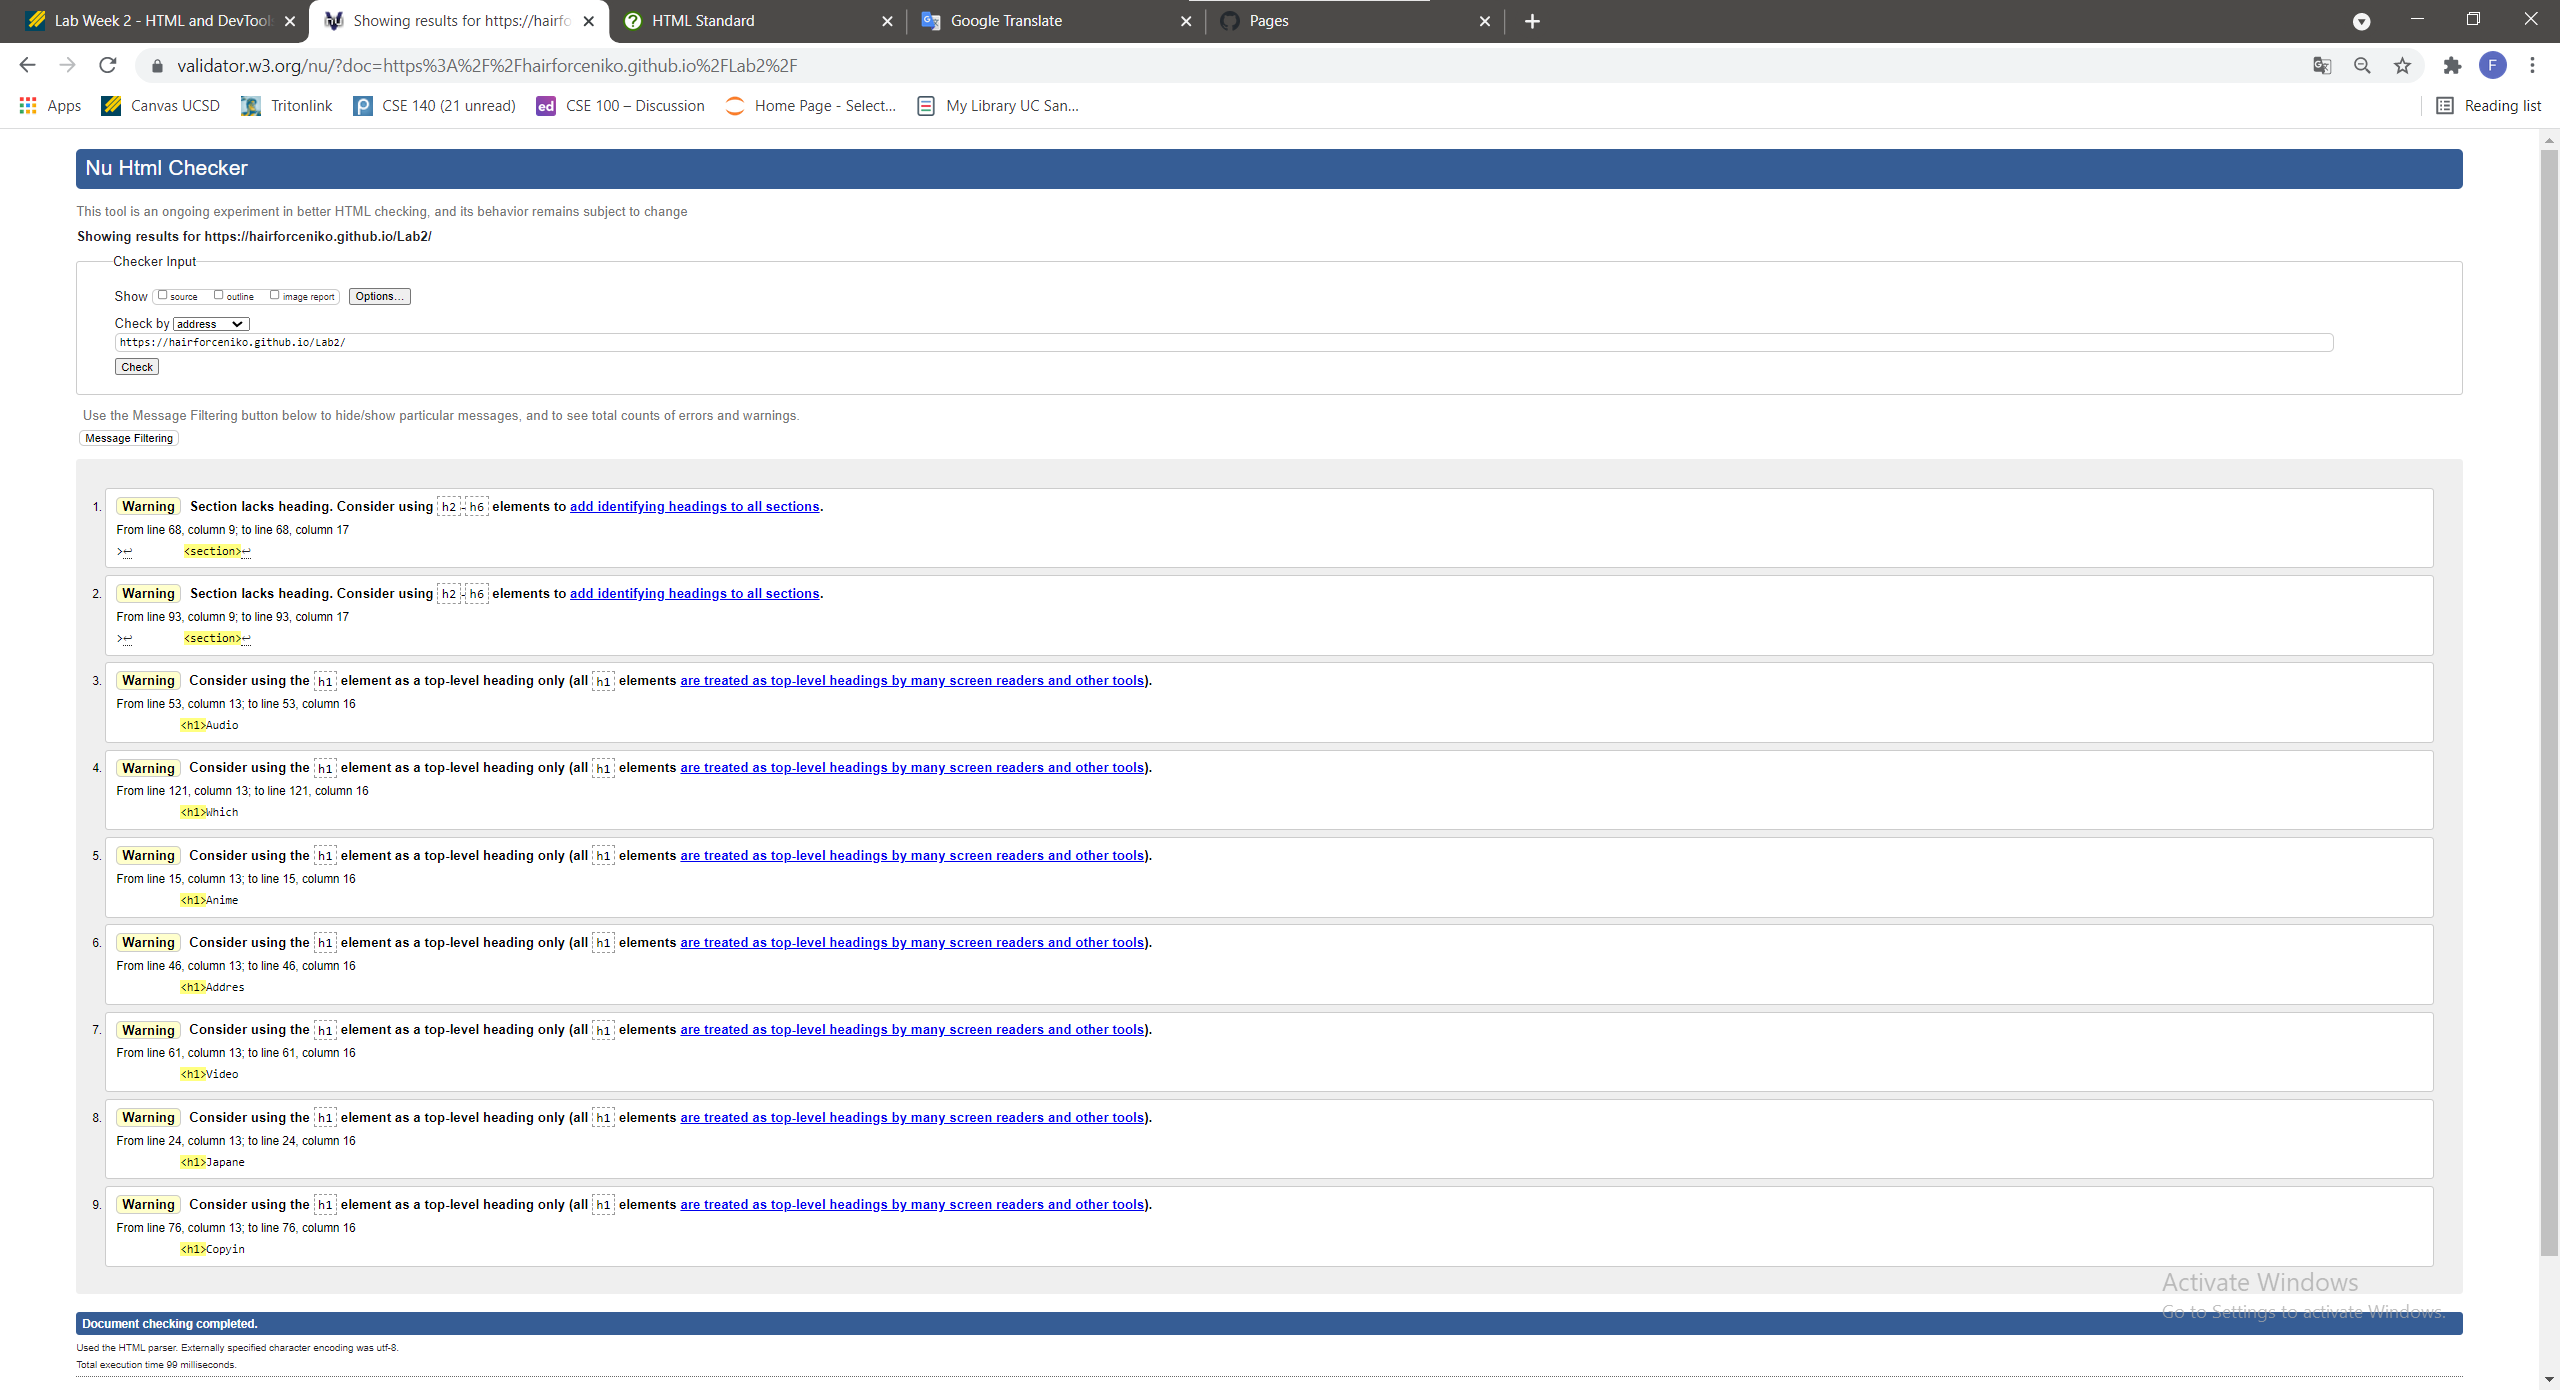 Lab Week 2 - HTML and DevTool
Showing results for https://hairfo
HTML Standard
Google Translate
Pages
validator.w3.org/nu/?doc=https%3A%2F%2Fhairforceniko.github.io%2FLab2%2F
F
Apps
Canvas UCSD
Tritonlink
CSE 140 (21 unread)
ed
CSE 100 – Discussion
Home Page - Select...
My Library UC San...
Reading list
Nu Html Checker
This tool is an ongoing experiment in better HTML checking, and its behavior remains subject to change
Showing results for https://hairforceniko.github.io/Lab2/
Checker Input
Show source outline image report Options...
Check by address
https://hairforceniko.github.io/Lab2/
Check
Use the Message Filtering button below to hide/show particular messages, and to see total counts of errors and warnings.
Message Filtering
1. Warning Section lacks heading. Consider using h2-h6 elements to add identifying headings to all sections.
From line 68, column 9; to line 68, column 17
>↩ <section>↩
2. Warning Section lacks heading. Consider using h2-h6 elements to add identifying headings to all sections.
From line 93, column 9; to line 93, column 17
>↩ <section>↩
3. Warning Consider using the h1 element as a top-level heading only (all h1 elements are treated as top-level headings by many screen readers and other tools).
From line 53, column 13; to line 53, column 16
<h1>Audio
4. Warning Consider using the h1 element as a top-level heading only (all h1 elements are treated as top-level headings by many screen readers and other tools).
From line 121, column 13; to line 121, column 16
<h1>Which
5. Warning Consider using the h1 element as a top-level heading only (all h1 elements are treated as top-level headings by many screen readers and other tools).
From line 15, column 13; to line 15, column 16
<h1>Anime
6. Warning Consider using the h1 element as a top-level heading only (all h1 elements are treated as top-level headings by many screen readers and other tools).
From line 46, column 13; to line 46, column 16
<h1>Addres
7. Warning Consider using the h1 element as a top-level heading only (all h1 elements are treated as top-level headings by many screen readers and other tools).
From line 61, column 13; to line 61, column 16
<h1>Video
8. Warning Consider using the h1 element as a top-level heading only (all h1 elements are treated as top-level headings by many screen readers and other tools).
From line 24, column 13; to line 24, column 16
<h1>Japane
9. Warning Consider using the h1 element as a top-level heading only (all h1 elements are treated as top-level headings by many screen readers and other tools).
From line 76, column 13; to line 76, column 16
<h1>Copyin
Activate Windows
Go to Settings to activate Windows.
Document checking completed.
Used the HTML parser. Externally specified character encoding was utf-8.
Total execution time 99 milliseconds.